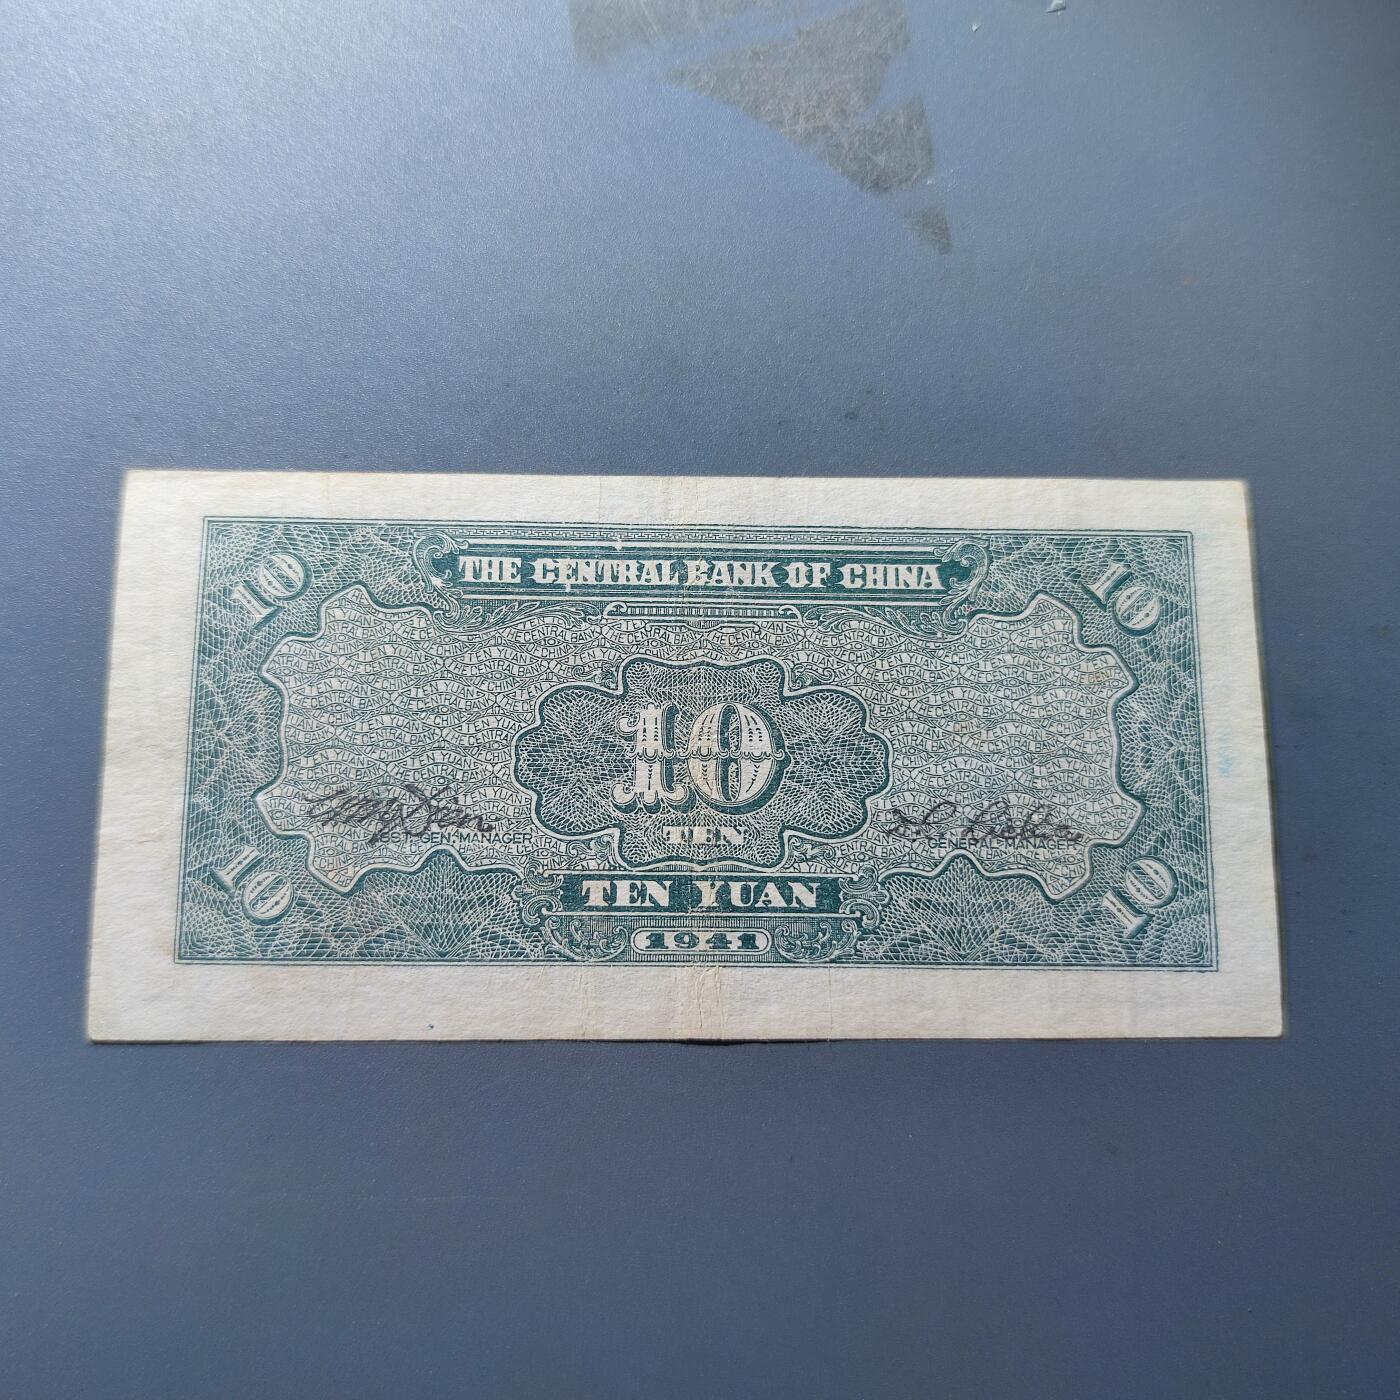 THE CENTRAL BANK OF CHINA
10 10
10
TEN
ASST. GEN. MANAGER GENERAL MANAGER
10 10
TEN YUAN
1941